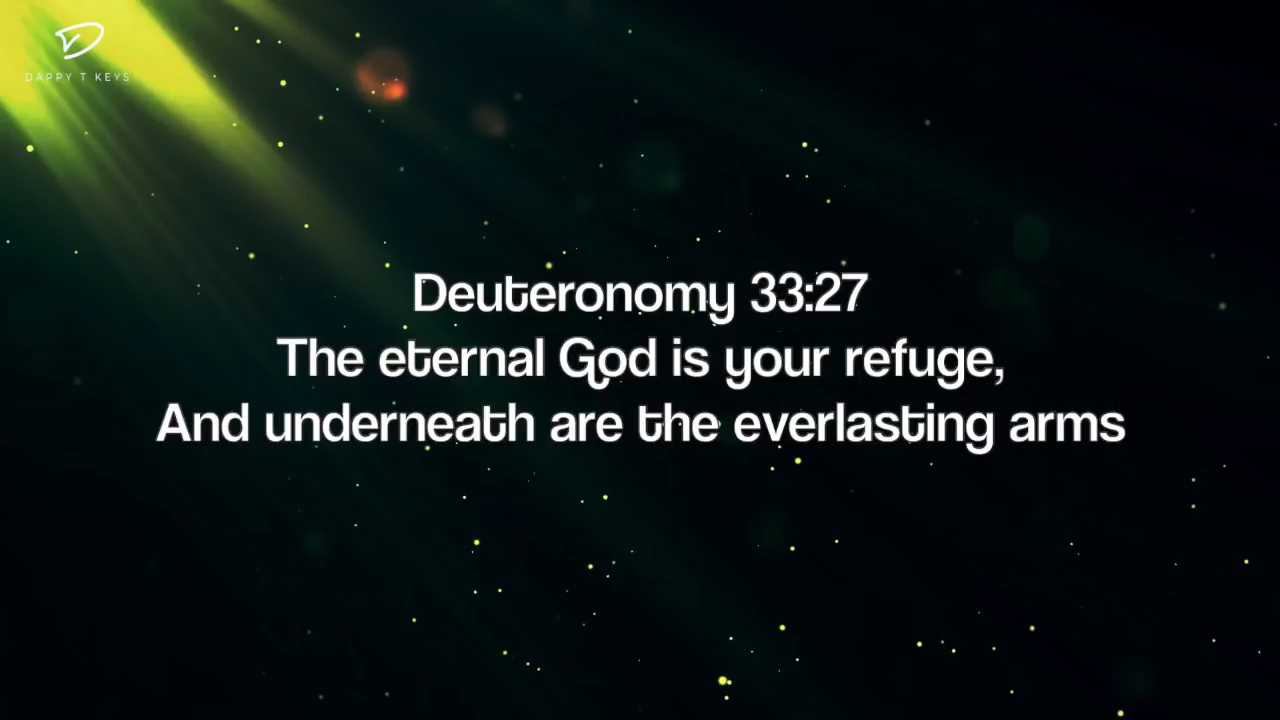 DAPPY T KEYS
Deuteronomy 33:27
The eternal God is your refuge,
And underneath are the everlasting arms